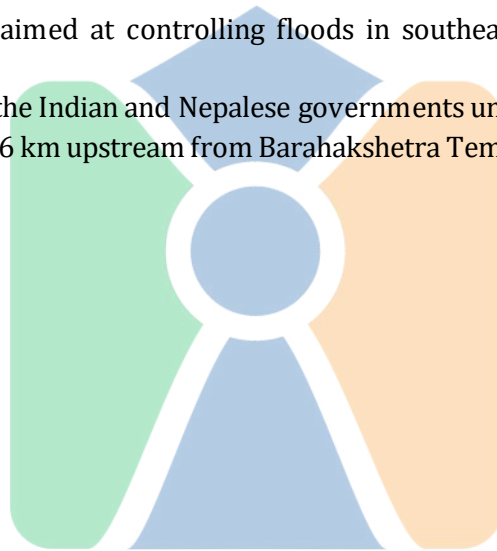 aimed at controlling floods in southea
the Indian and Nepalese governments un
6 km upstream from Barahakshetra Tem